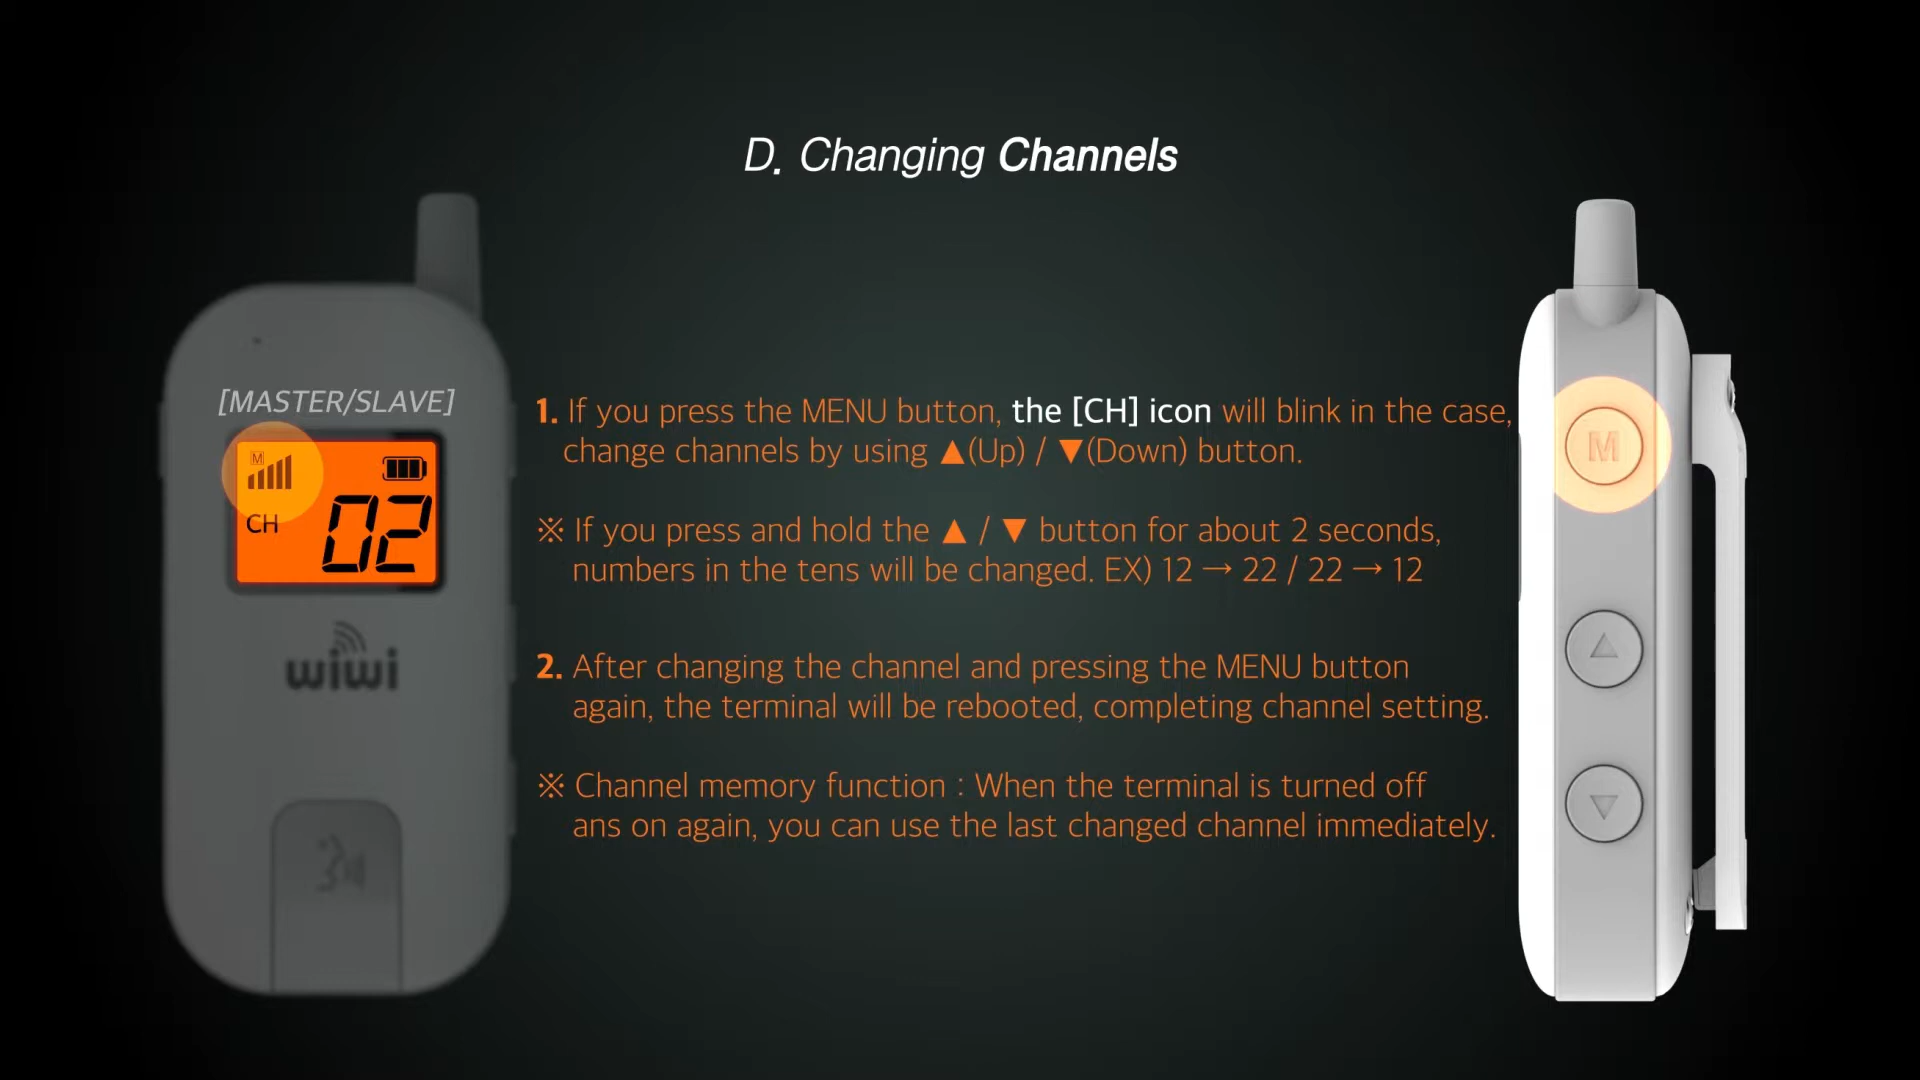 D. Changing Channels
[MASTER/SLAVE]
M
CH 02
wiwi
1. If you press the MENU button, the [CH] icon will blink in the case,
change channels by using ▲(Up) / ▼(Down) button.
※ If you press and hold the ▲ / ▼ button for about 2 seconds,
numbers in the tens will be changed. EX) 12 → 22 / 22 → 12
2. After changing the channel and pressing the MENU button
again, the terminal will be rebooted, completing channel setting.
※ Channel memory function : When the terminal is turned off
ans on again, you can use the last changed channel immediately.
M